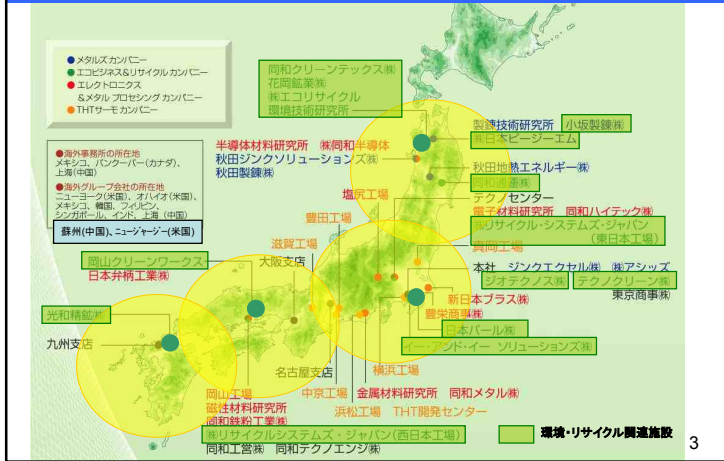 ●メタルズ カンパニー
●エコビジネス&リサイクル カンパニー
●エレクトロニクス
&メタル プロセシング カンパニー
●THTサーモ カンパニー
同和クリーンテックス㈱
花岡鉱業㈱
㈱エコリサイクル
環境技術研究所
製錬技術研究所 小坂製錬㈱
㈱日本ピージーエム
半導体材料研究所 ㈱同和半導体
秋田ジンクソリューションズ㈱
秋田製錬㈱
秋田地熱エネルギー㈱
同和通運㈱
●海外事務所の所在地
メキシコ、バンクーバー(カナダ)、
上海(中国)
●海外グループ会社の所在地
ニューヨーク(米国)、オハイオ(米国)、
メキシコ、韓国、フィリピン、
シンガポール、インド、上海(中国)
蘇州(中国)、ニュージャージー(米国)
塩尻工場
テクノセンター
電子材料研究所 同和ハイテック㈱
㈱リサイクル・システムズ・ジャパン
(東日本工場)
豊田工場
滋賀工場
真岡工場
岡山クリーンワークス
大阪支店
日本弁柄工業㈱
本社 ジンクエクセル㈱ ㈱アシッズ
ジオテクノス㈱ テクノクリーン㈱
東京商事㈱
新日本ブラス㈱
豊栄商事㈱
光和精鉱㈱
日本パール㈱
九州支店
イー・アンド・イー ソリューションズ㈱
名古屋支店
横浜工場
岡山工場
中京工場
金属材料研究所 同和メタル㈱
磁性材料研究所
同和鉄粉工業㈱
浜松工場 THT開発センター
㈱リサイクルシステムズ・ジャパン(西日本工場)
同和工営㈱ 同和テクノエンジ㈱
環境・リサイクル関連施設
3